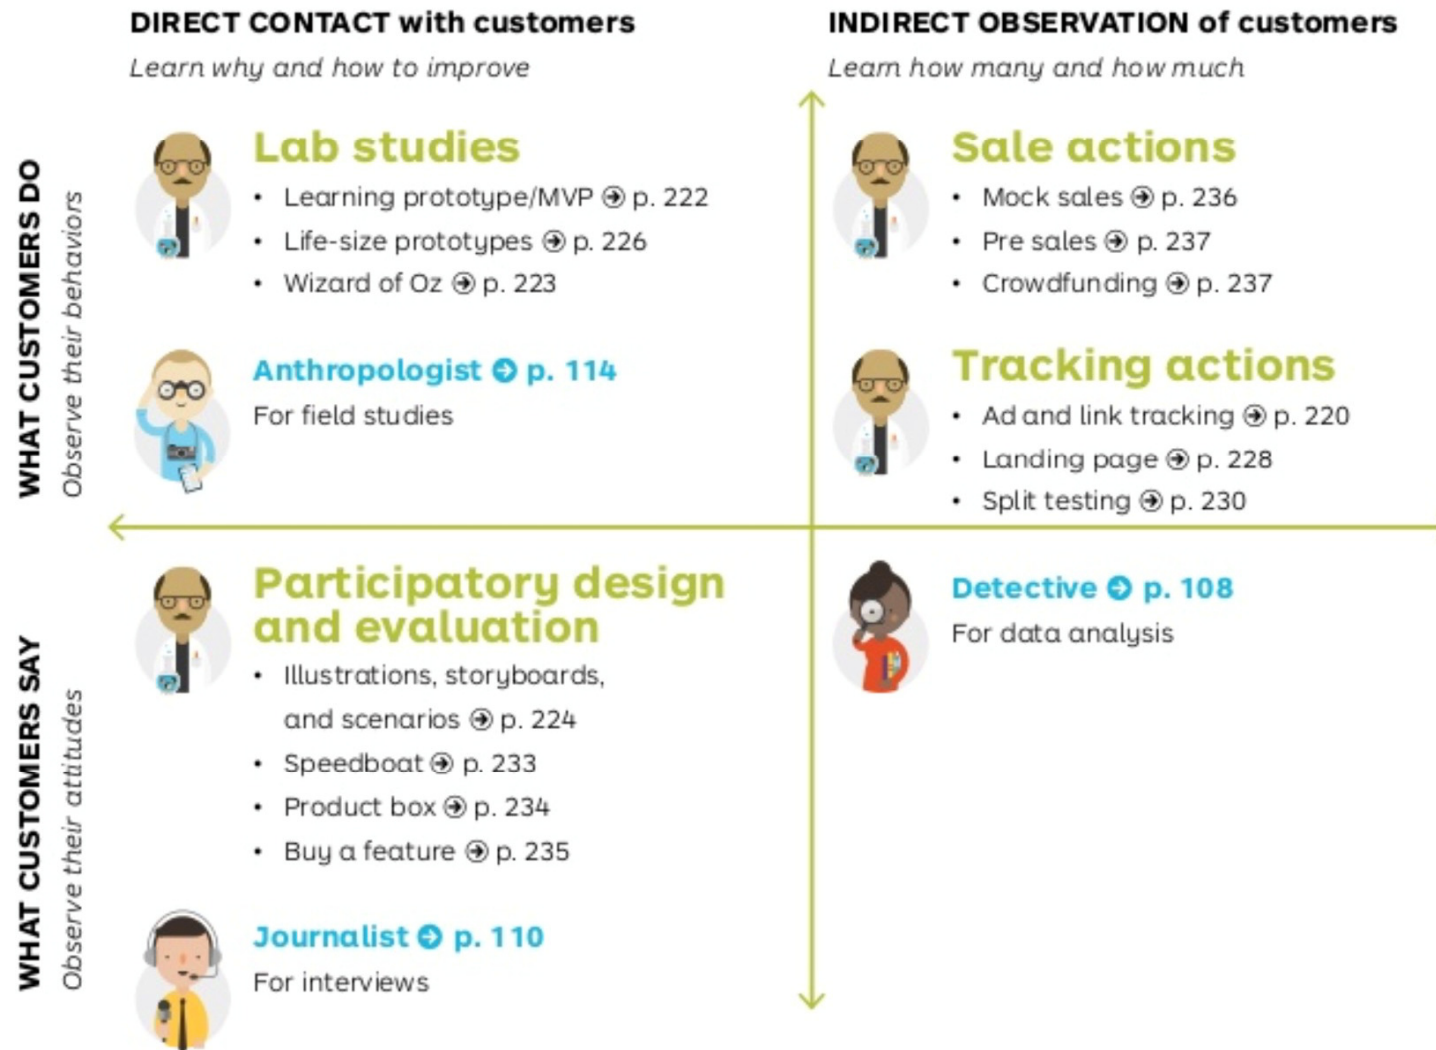 DIRECT CONTACT with customers
Learn why and how to improve
INDIRECT OBSERVATION of customers
Learn how many and how much
WHAT CUSTOMERS DO
Observe their behaviors
Lab studies
• Learning prototype/MVP → p. 222
• Life-size prototypes → p. 226
• Wizard of Oz → p. 223
Anthropologist → p. 114
For field studies
Sale actions
• Mock sales → p. 236
• Pre sales → p. 237
• Crowdfunding → p. 237
Tracking actions
• Ad and link tracking → p. 220
• Landing page → p. 228
• Split testing → p. 230
WHAT CUSTOMERS SAY
Observe their attitudes
Participatory design
and evaluation
• Illustrations, storyboards,
and scenarios → p. 224
• Speedboat → p. 233
• Product box → p. 234
• Buy a feature → p. 235
Journalist → p. 110
For interviews
Detective → p. 108
For data analysis